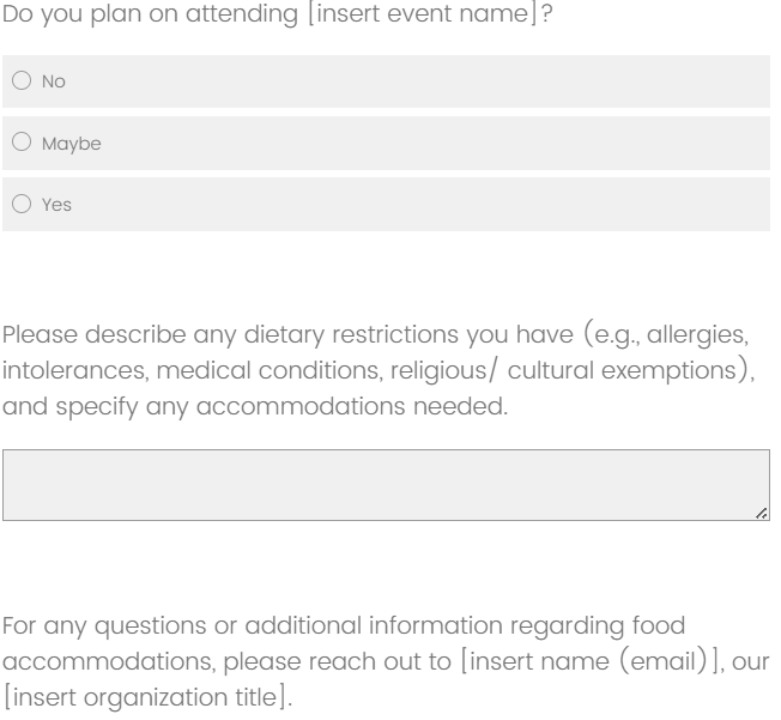 Do you plan on attending [insert event name]?
No
Maybe
Yes
Please describe any dietary restrictions you have (e.g., allergies,
intolerances, medical conditions, religious/ cultural exemptions),
and specify any accommodations needed.
For any questions or additional information regarding food
accommodations, please reach out to [insert name (email)], our
[insert organization title].